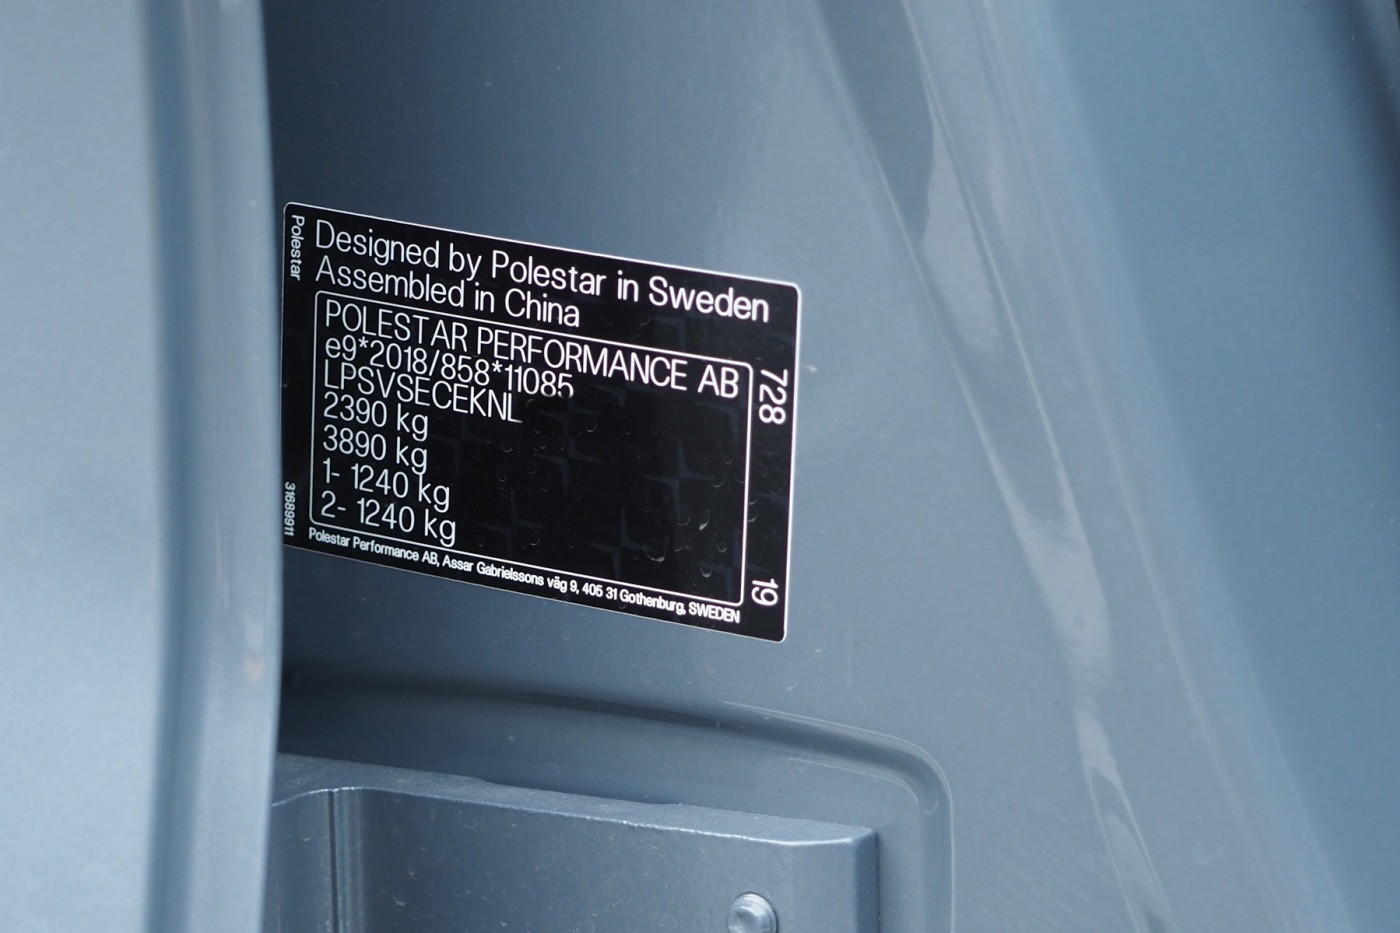 Polestar
Designed by Polestar in Sweden
Assembled in China
POLESTAR PERFORMANCE AB
e9*2018/858*11085
LPSVSECEKNL
2390 kg
3890 kg
1- 1240 kg
2- 1240 kg
728
19
31689911
Polestar Performance AB, Assar Gabrielssons väg 9, 405 31 Gothenburg, SWEDEN